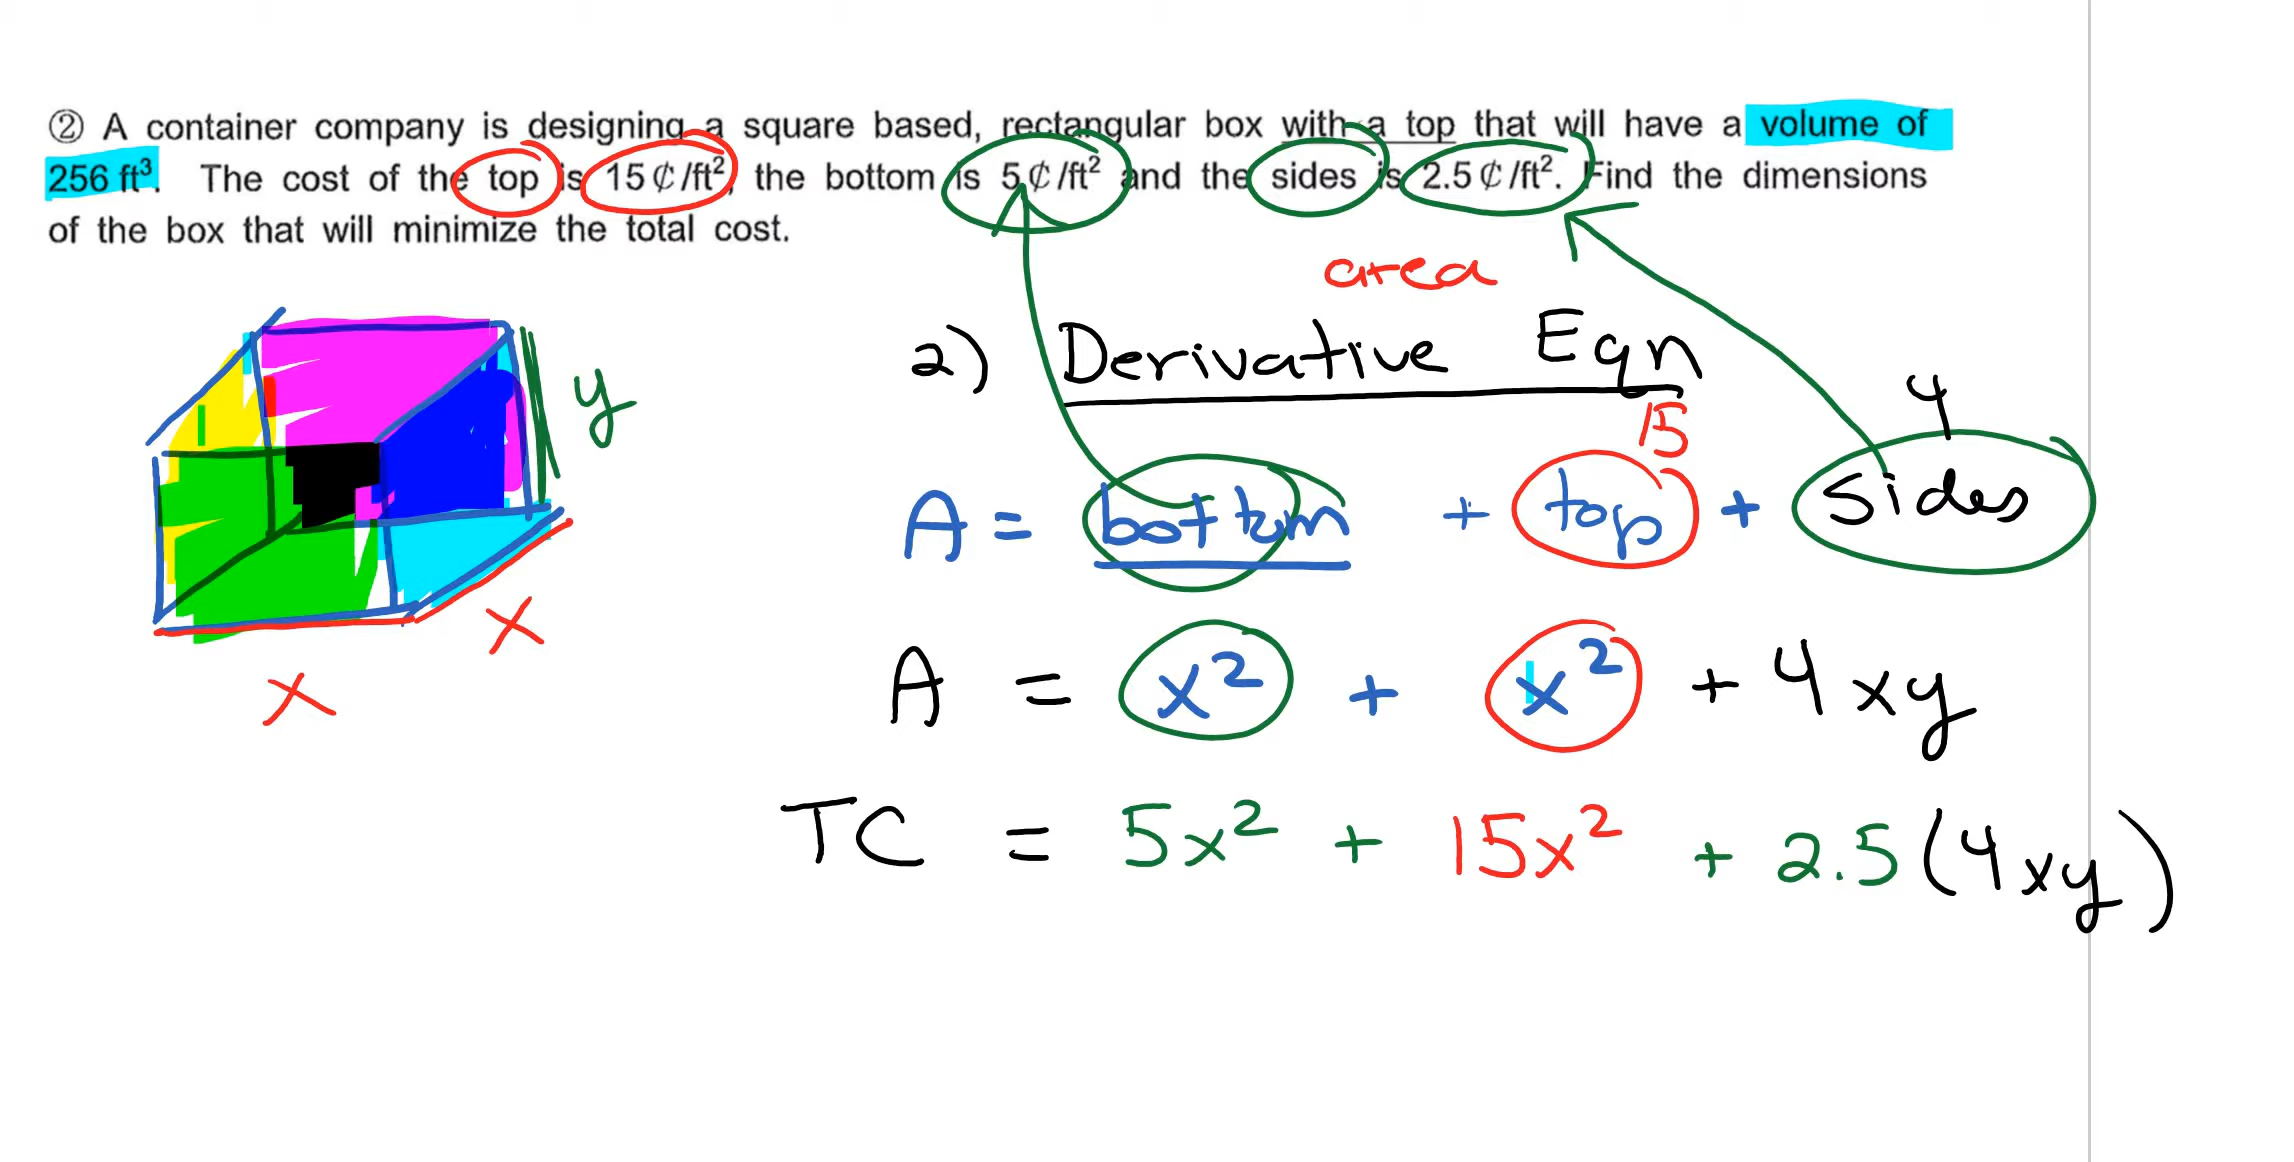 ② A container company is designing a square based, rectangular box with a top that will have a volume of
256 ft³. The cost of the top is 15 ¢/ft², the bottom is 5 ¢/ft² and the sides is 2.5 ¢/ft². Find the dimensions
of the box that will minimize the total cost.
area
2) Derivative Eqn
15
4
A = bottom + top + sides
y
x
x
A = x² + x² + 4xy
TC = 5x² + 15x² + 2.5(4xy)